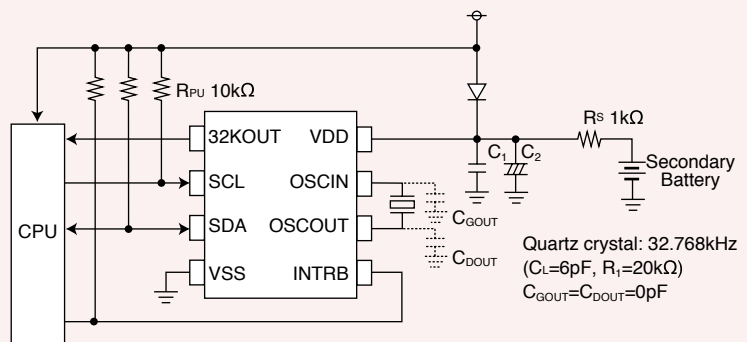 RPU 10kΩ
RS 1kΩ
32KOUT
VDD
C1
C2
Secondary
Battery
SCL
OSCIN
CPU
SDA
OSCOUT
CGOUT
CDOUT
VSS
INTRB
Quartz crystal: 32.768kHz
(CL=6pF, R1=20kΩ)
CGOUT=CDOUT=0pF